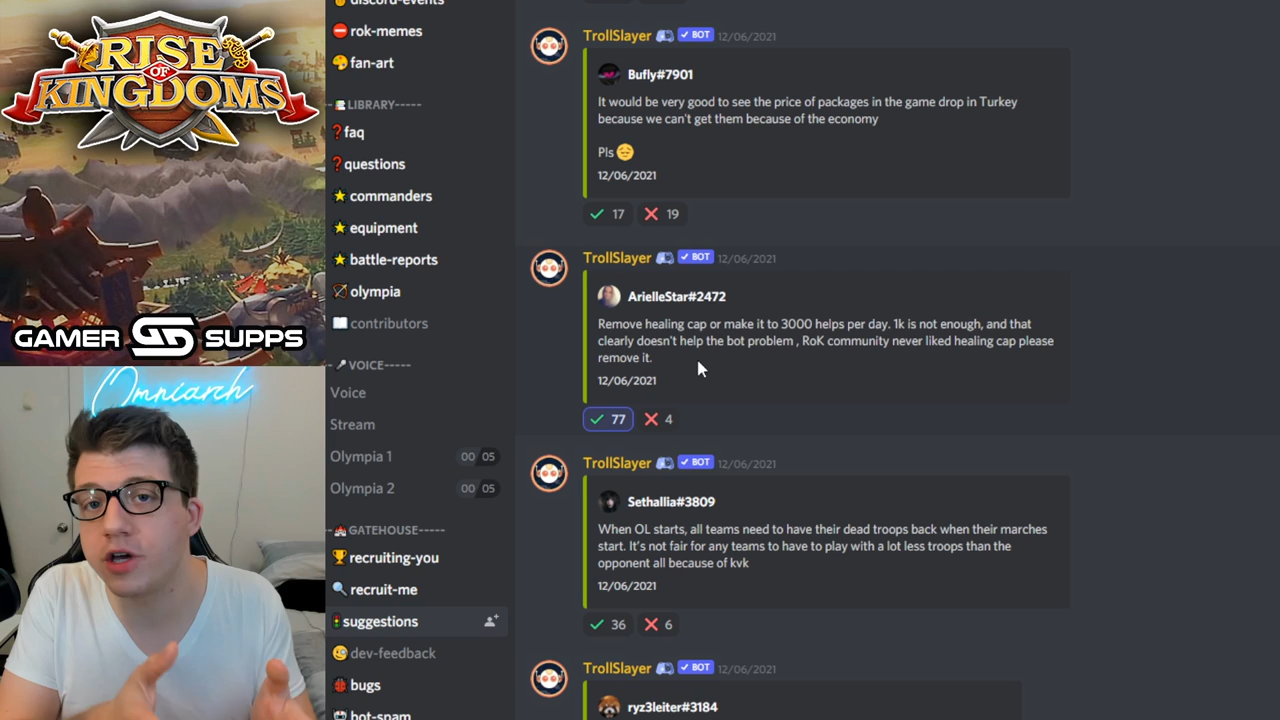 RISE
OF
KINGDOMS
GAMER GS SUPPS
Omniarch
discord-events
rok-memes
fan-art
LIBRARY-----
faq
questions
commanders
equipment
battle-reports
olympia
contributors
-----VOICE-----
Voice
Stream
Olympia 1 00 05
Olympia 2 00 05
-----GATEHOUSE-----
recruiting-you
recruit-me
suggestions
dev-feedback
bugs
bot-spam
TrollSlayer BOT 12/06/2021
Bufly#7901
It would be very good to see the price of packages in the game drop in Turkey
because we can't get them because of the economy
Pls
12/06/2021
17 19
TrollSlayer BOT 12/06/2021
ArielleStar#2472
Remove healing cap or make it to 3000 helps per day. 1k is not enough, and that
clearly doesn't help the bot problem , RoK community never liked healing cap please
remove it.
12/06/2021
77 4
TrollSlayer BOT 12/06/2021
Sethallia#3809
When OL starts, all teams need to have their dead troops back when their marches
start. It's not fair for any teams to have to play with a lot less troops than the
opponent all because of kvk
12/06/2021
36 6
TrollSlayer BOT 12/06/2021
ryz3leiter#3184